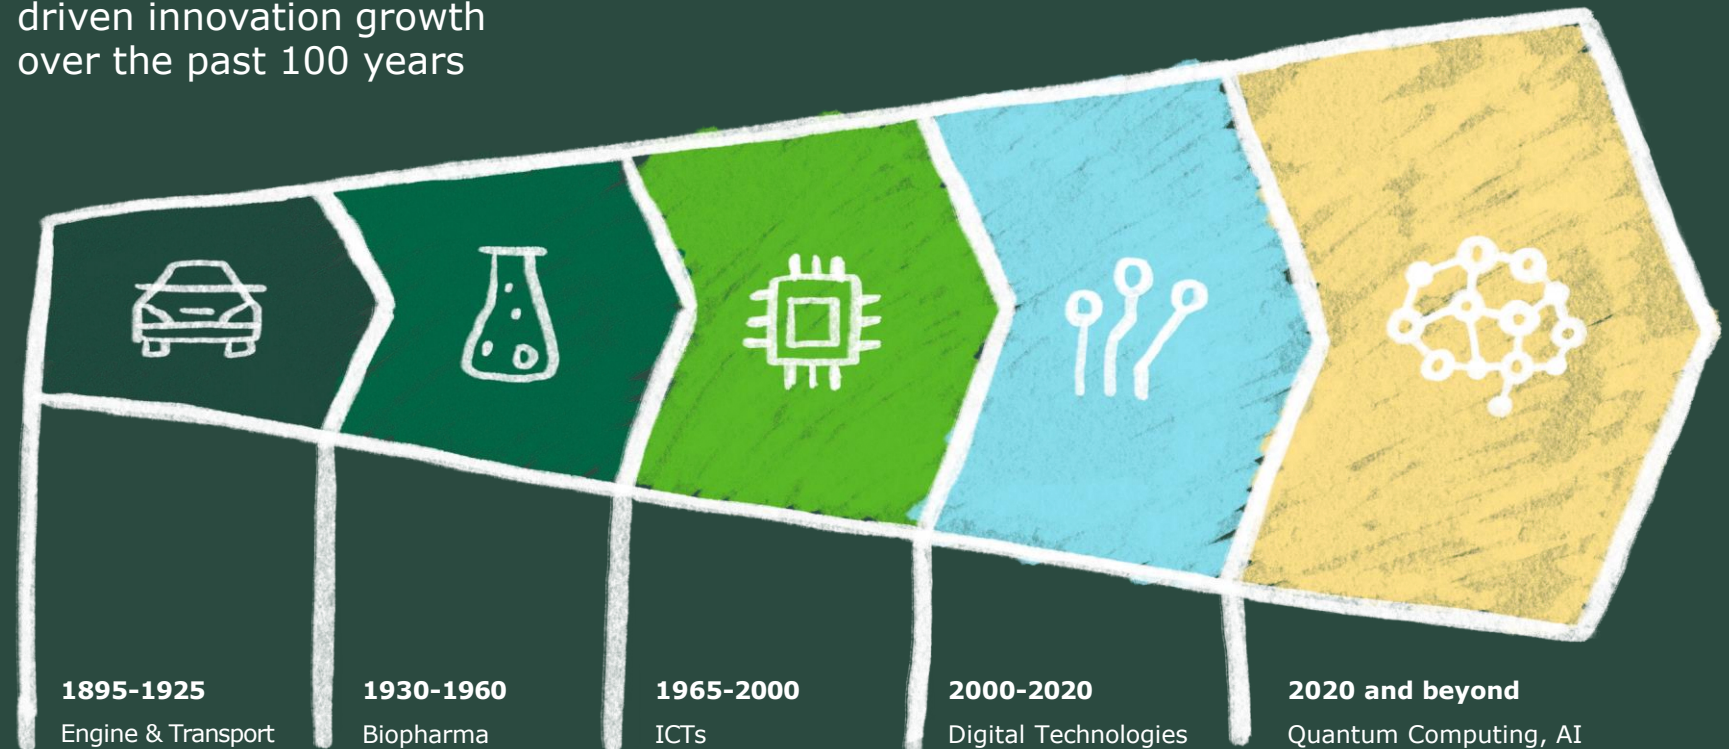 driven innovation growth
over the past 100 years
1895-1925
Engine & Transport
1930-1960
Biopharma
1965-2000
ICTs
2000-2020
Digital Technologies
2020 and beyond
Quantum Computing, AI